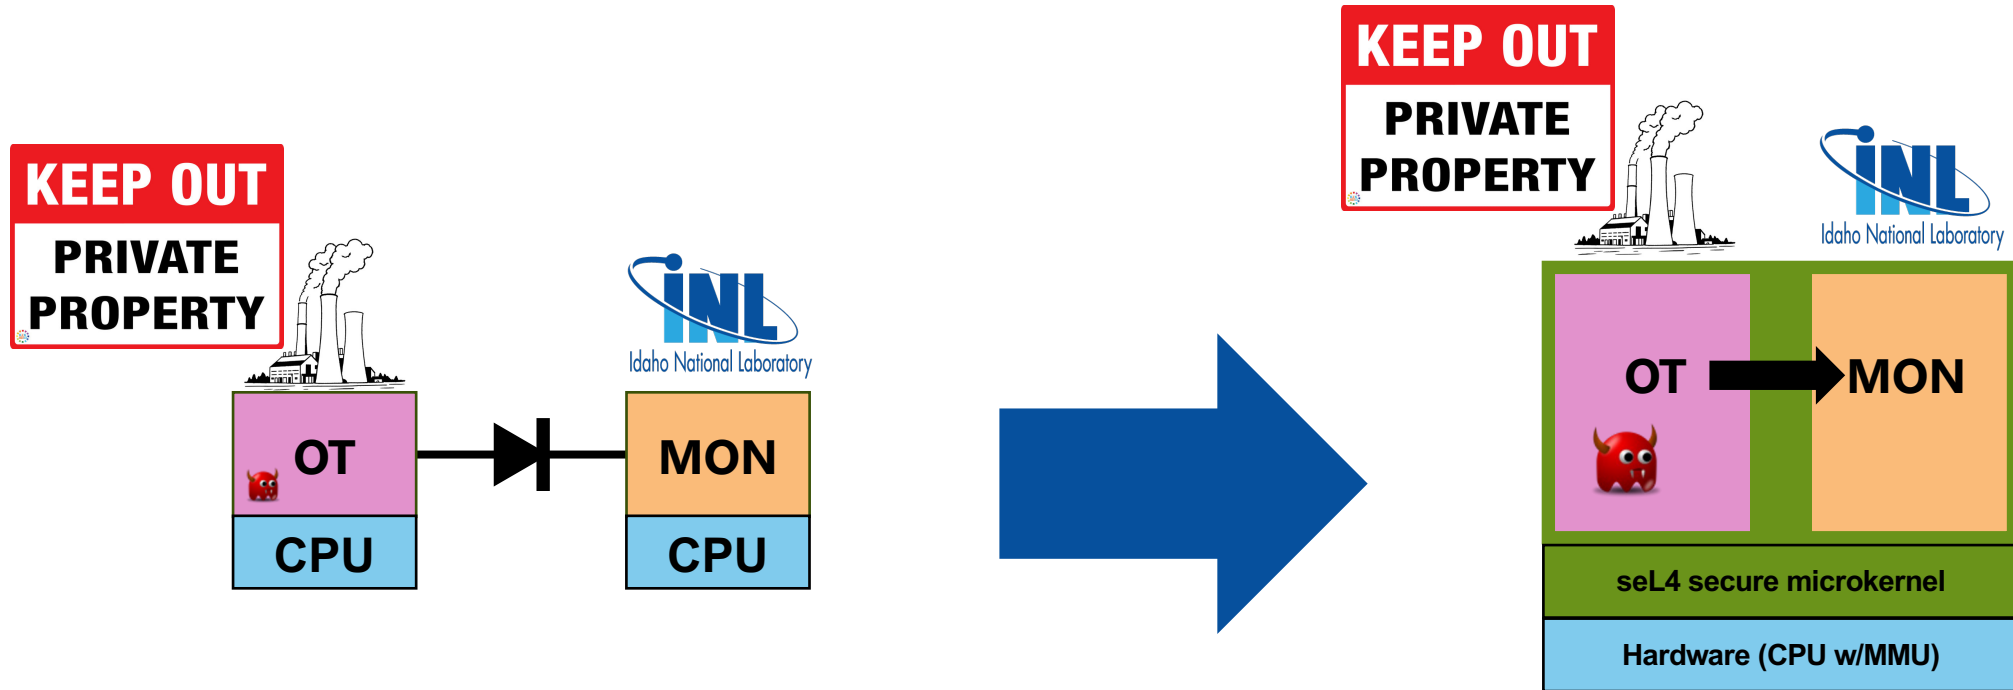 KEEP OUT
PRIVATE
PROPERTY
INL
Idaho National Laboratory
OT
MON
CPU
CPU
KEEP OUT
PRIVATE
PROPERTY
INL
Idaho National Laboratory
OT
MON
seL4 secure microkernel
Hardware (CPU w/MMU)